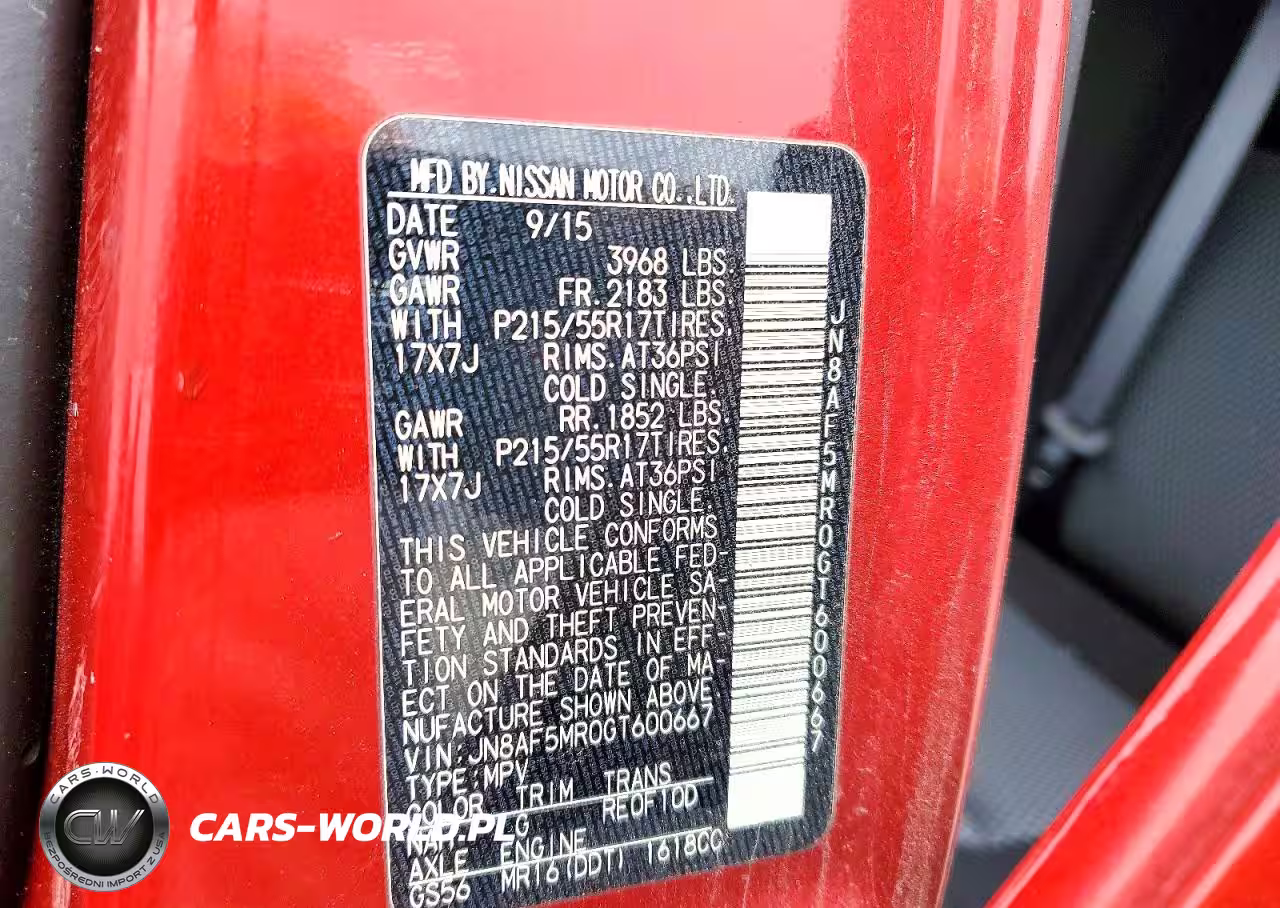 MFD BY.NISSAN MOTOR CO.,LTD.
DATE 9/15
GVWR 3968 LBS.
GAWR FR.2183 LBS.
WITH P215/55R17TIRES.
17X7J RIMS.AT36PSI
COLD SINGLE.
GAWR RR.1852 LBS
WITH P215/55R17TIRES.
17X7J RIMS.AT36PSI
COLD SINGLE.
THIS VEHICLE CONFORMS
TO ALL APPLICABLE FED-
ERAL MOTOR VEHICLE SA-
FETY AND THEFT PREVEN-
TION STANDARDS IN EFF-
ECT ON THE DATE OF MA-
NUFACTURE SHOWN ABOVE
VIN:JN8AF5MR0GT600667
TYPE:MPV
COLOR TRIM TRANS
G RE0F10D
AXLE ENGINE
GS56 MR16(DDT) 1618CC
JN8AF5MR0GT600667
CARS-WORLD
CW
BEZPOŚREDNI IMPORT Z USA
CARS-WORLD.PL